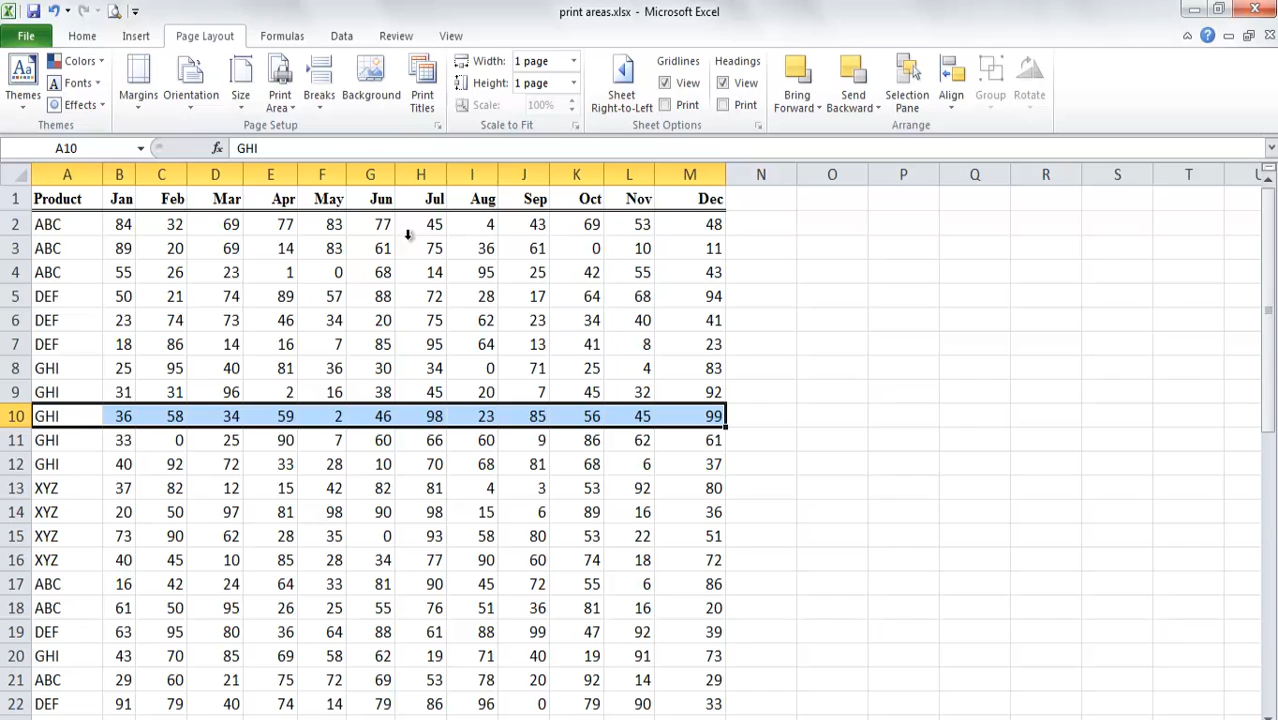 print areas.xlsx - Microsoft Excel
File Home Insert Page Layout Formulas Data Review View
Themes Colors Fonts Effects Margins Orientation Size Print Area Breaks Background Print Titles Width: 1 page Height: 1 page Scale: 100% Sheet Right-to-Left Gridlines View Print Headings View Print Bring Forward Send Backward Selection Pane Align Group Rotate
Themes Page Setup Scale to Fit Sheet Options Arrange
A10 fx GHI
A B C D E F G H I J K L M N O P Q R S T U
1 Product Jan Feb Mar Apr May Jun Jul Aug Sep Oct Nov Dec
2 ABC 84 32 69 77 83 77 45 4 43 69 53 48
3 ABC 89 20 69 14 83 61 75 36 61 0 10 11
4 ABC 55 26 23 1 0 68 14 95 25 42 55 43
5 DEF 50 21 74 89 57 88 72 28 17 64 68 94
6 DEF 23 74 73 46 34 20 75 62 23 34 40 41
7 DEF 18 86 14 16 7 85 95 64 13 41 8 23
8 GHI 25 95 40 81 36 30 34 0 71 25 4 83
9 GHI 31 31 96 2 16 38 45 20 7 45 32 92
10 GHI 36 58 34 59 2 46 98 23 85 56 45 99
11 GHI 33 0 25 90 7 60 66 60 9 86 62 61
12 GHI 40 92 72 33 28 10 70 68 81 68 6 37
13 XYZ 37 82 12 15 42 82 81 4 3 53 92 80
14 XYZ 20 50 97 81 98 90 98 15 6 89 16 36
15 XYZ 73 90 62 28 35 0 93 58 80 53 22 51
16 XYZ 40 45 10 85 28 34 77 90 60 74 18 72
17 ABC 16 42 24 64 33 81 90 45 72 55 6 86
18 ABC 61 50 95 26 25 55 76 51 36 81 16 20
19 DEF 63 95 80 36 64 88 61 88 99 47 92 39
20 GHI 43 70 85 69 58 62 19 71 40 19 91 73
21 ABC 29 60 21 75 72 69 53 78 20 92 14 29
22 DEF 91 79 40 74 14 79 86 96 0 79 90 33